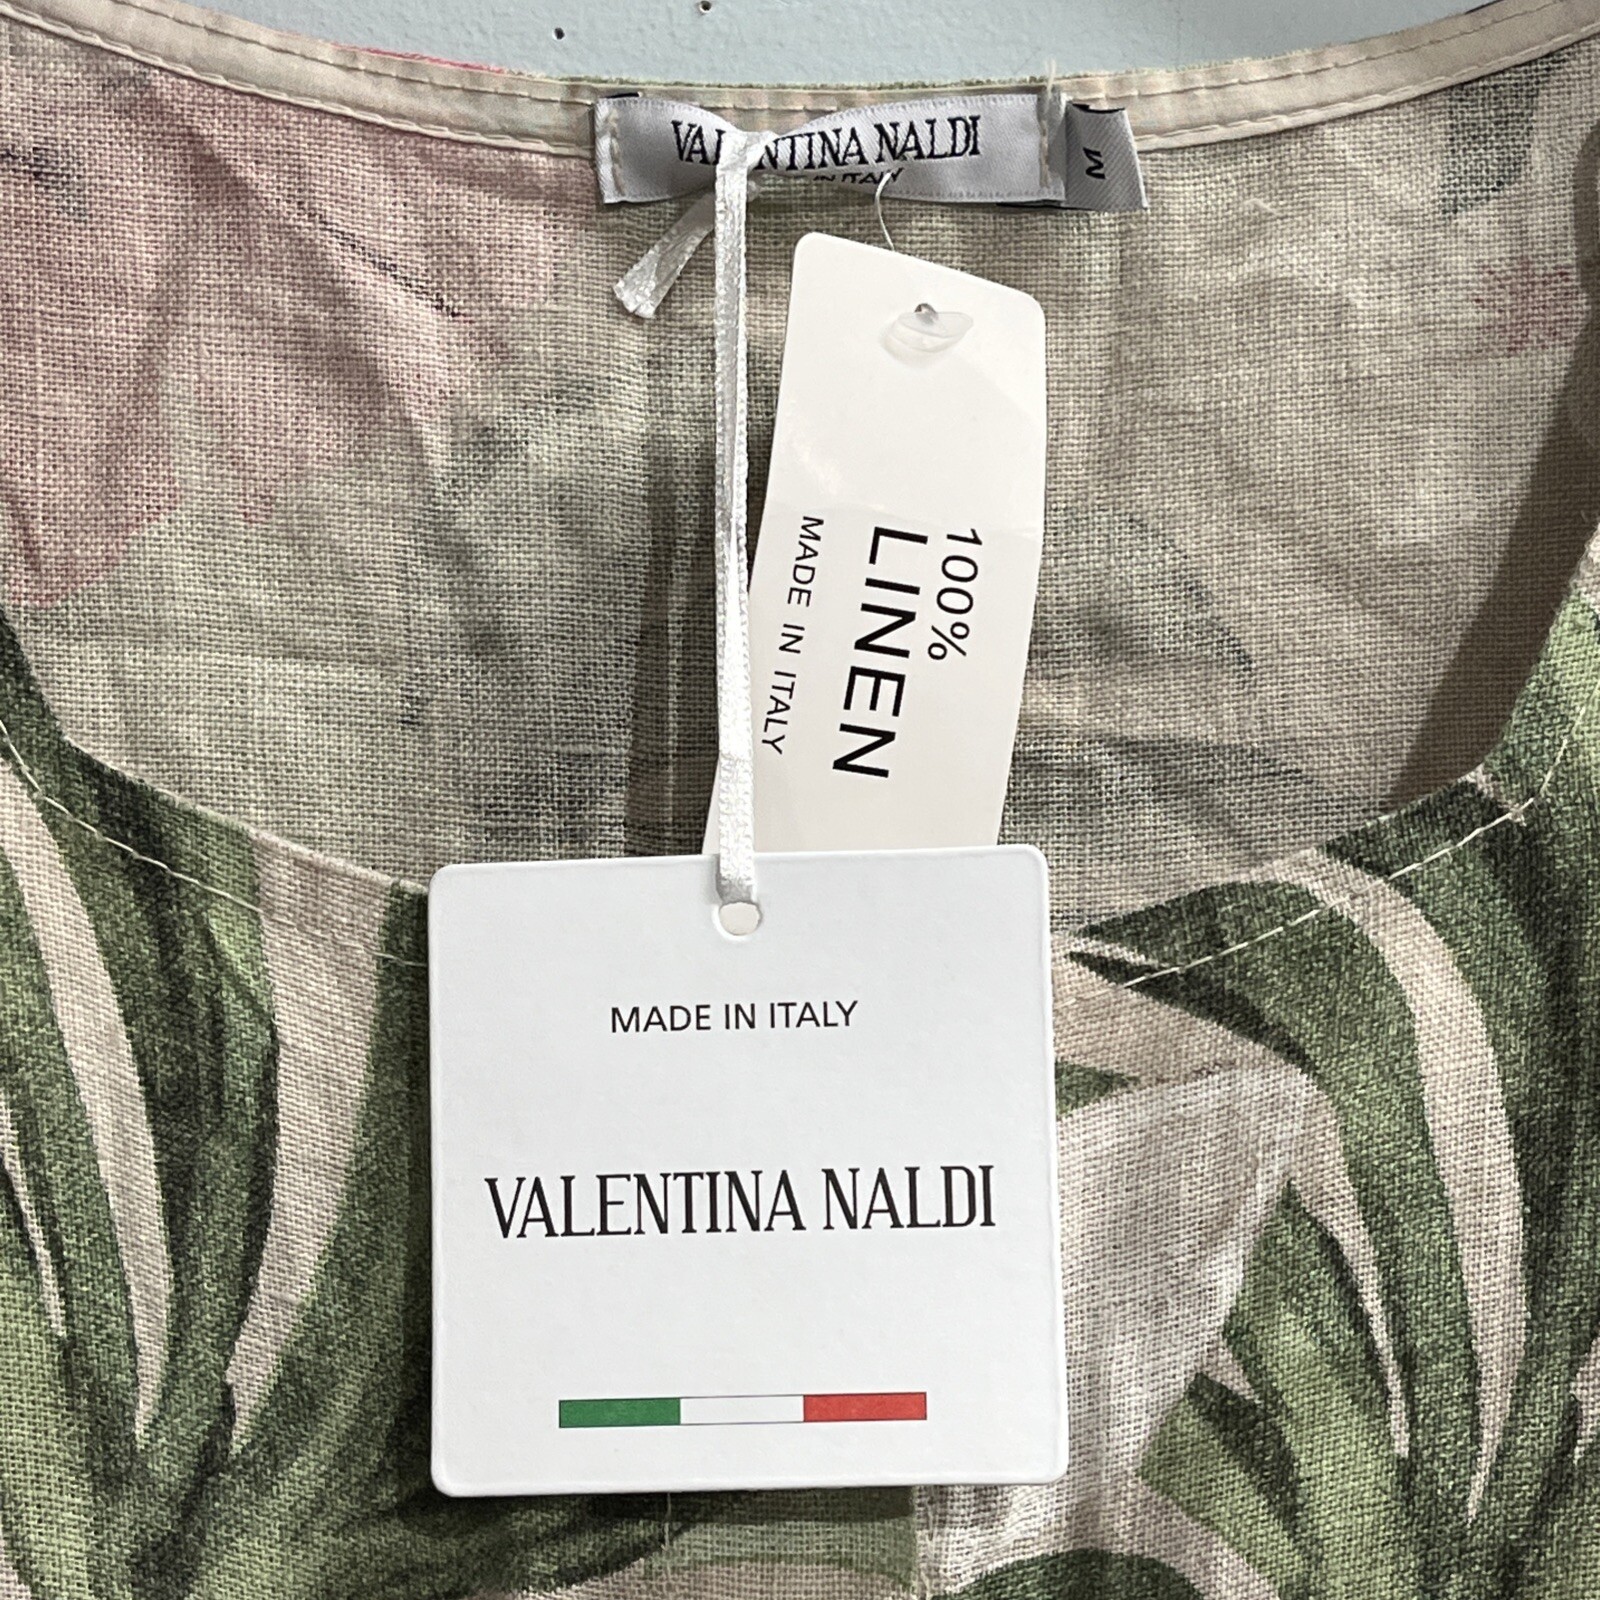 VALENTINA NALDI
IN ITALY
M
100%
LINEN
MADE IN ITALY
MADE IN ITALY
VALENTINA NALDI